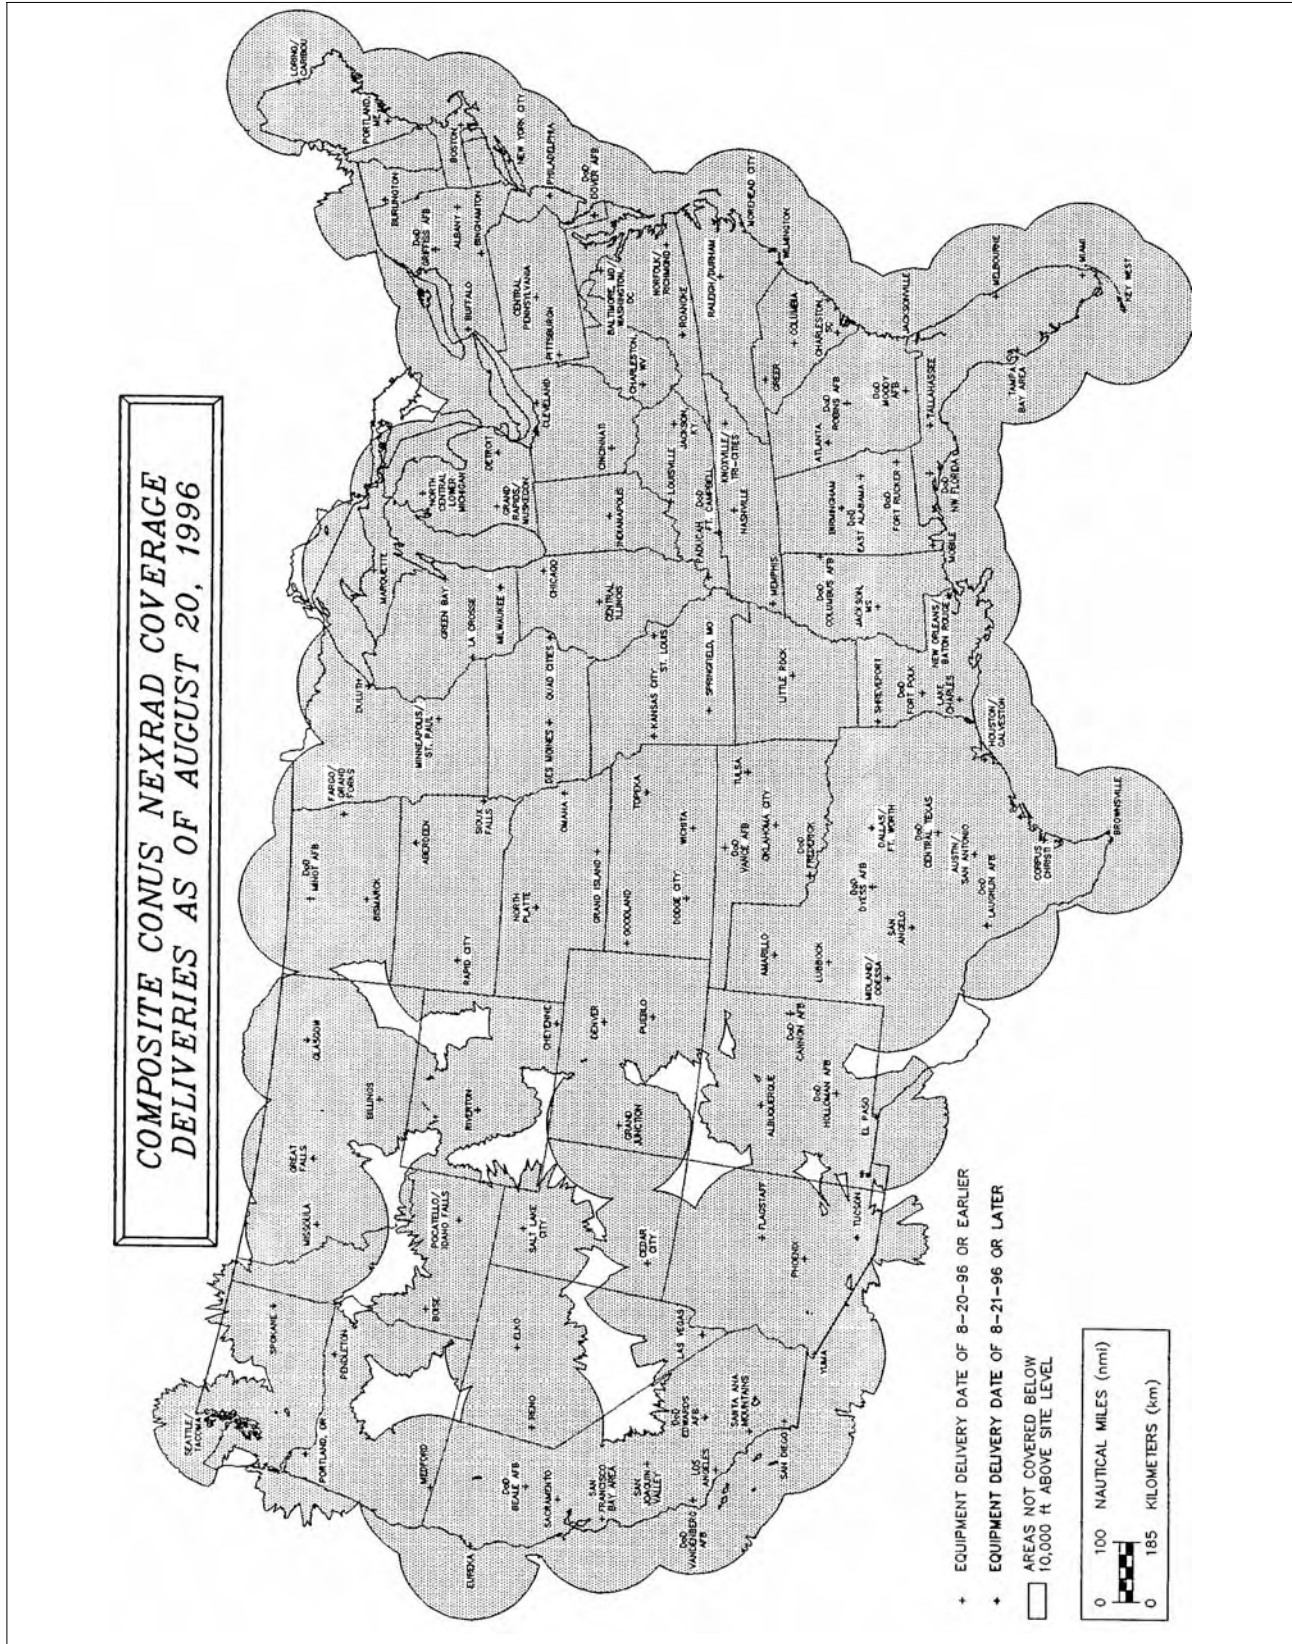 COMPOSITE CONUS NEXRAD COVERAGE
DELIVERIES AS OF AUGUST 20, 1996
SEATTLE/
TACOMA
SPOKANE
PORTLAND, OR
PENDLETON
MEDFORD
EUREKA
BOISE
POCATELLO/
IDAHO FALLS
MISSOULA
GREAT
FALLS
GLASGOW
BILLINGS
RIVERTON
CHEYENNE
DoD
BEALE AFB
SACRAMENTO
SAN
FRANCISCO
BAY AREA
SAN
JOAQUIN
VALLEY
DoD
VANDENBERG
AFB
LOS
ANGELES
DoD
EDWARDS
AFB
SANTA ANA
MOUNTAINS
SAN DIEGO
RENO
ELKO
LAS VEGAS
SALT LAKE
CITY
CEDAR
CITY
YUMA
PHOENIX
FLAGSTAFF
TUCSON
GRAND
JUNCTION
DENVER
PUEBLO
ALBUQUERQUE
DoD
CANNON AFB
DoD
HOLLOMAN AFB
EL PASO
DoD
MINOT AFB
BISMARCK
FARGO/
GRAND
FORKS
ABERDEEN
RAPID CITY
SIOUX
FALLS
NORTH
PLATTE
GRAND ISLAND
OMAHA
GOODLAND
DODGE CITY
WICHITA
TOPEKA
DoD
VANCE AFB
OKLAHOMA CITY
TULSA
DoD
FREDERICK
AMARILLO
LUBBOCK
MIDLAND/
ODESSA
SAN
ANGELO
DoD
DYESS AFB
DALLAS/
FT. WORTH
DoD
CENTRAL TEXAS
AUSTIN/
SAN ANTONIO
DoD
LAUGHLIN AFB
CORPUS
CHRISTI
BROWNSVILLE
HOUSTON/
GALVESTON
DULUTH
MINNEAPOLIS/
ST. PAUL
LA CROSSE
DES MOINES
QUAD CITIES
KANSAS CITY
ST. LOUIS
SPRINGFIELD, MO
LITTLE ROCK
SHREVEPORT
DoD
FORT POLK
LAKE
CHARLES
NEW ORLEANS/
BATON ROUGE
MARQUETTE
GREEN BAY
MILWAUKEE
CHICAGO
CENTRAL
ILLINOIS
NORTH
CENTRAL
LOWER
MICHIGAN
GRAND
RAPIDS/
MUSKEGON
DETROIT
INDIANAPOLIS
CINCINNATI
CLEVELAND
LOUISVILLE
JACKSON,
KY
PADUCAH
DoD
FT. CAMPBELL
NASHVILLE
KNOXVILLE/
TRI-CITIES
MEMPHIS
DoD
COLUMBUS AFB
JACKSON,
MS
BIRMINGHAM
DoD
EAST ALABAMA
DoD
FORT RUCKER
MOBILE
DoD
NW FLORIDA
ATLANTA
DoD
ROBINS AFB
DoD
MOODY
AFB
TALLAHASSEE
TAMPA
BAY AREA
JACKSONVILLE
MELBOURNE
MIAMI
KEY WEST
GREER
COLUMBIA
CHARLESTON,
SC
WILMINGTON
MOREHEAD CITY
RALEIGH/DURHAM
ROANOKE
NORFOLK/
RICHMOND
CHARLESTON,
WV
BALTIMORE, MD/
WASHINGTON,
DC
PITTSBURGH
CENTRAL
PENNSYLVANIA
DoD
DOVER AFB
PHILADELPHIA
NEW YORK CITY
BUFFALO
BINGHAMTON
ALBANY
DoD
GRIFFISS AFB
BURLINGTON
BOSTON
PORTLAND,
ME
LORING/
CARIBOU
+ EQUIPMENT DELIVERY DATE OF 8-20-96 OR EARLIER
+ EQUIPMENT DELIVERY DATE OF 8-21-96 OR LATER
AREAS NOT COVERED BELOW
10,000 ft ABOVE SITE LEVEL
0 100 NAUTICAL MILES (nmi)
0 185 KILOMETERS (km)